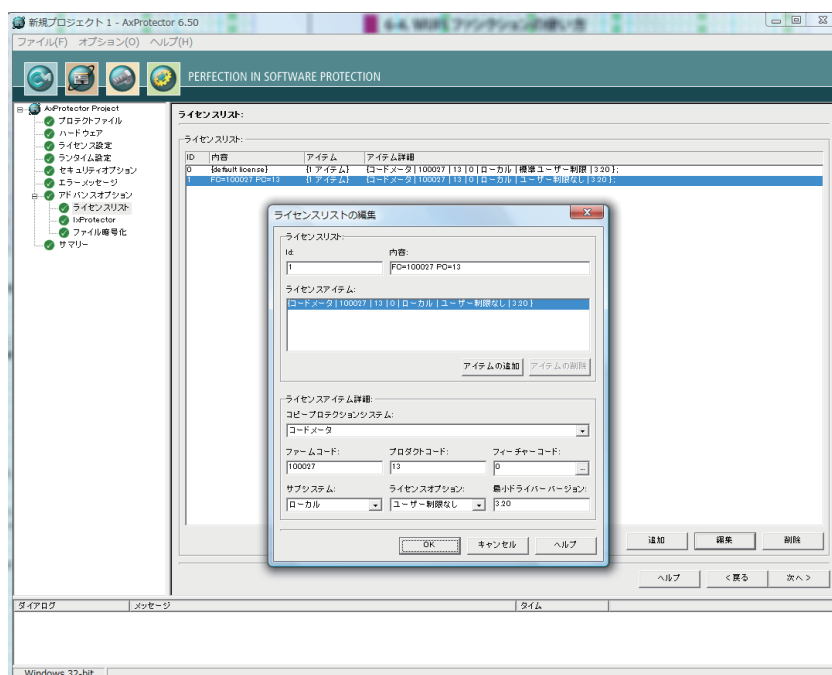 新規プロジェクト 1 - AxProtector 6.50
ファイル(F) オプション(O) ヘルプ(H)
PERFECTION IN SOFTWARE PROTECTION
AxProtector Project
プロテクトファイル
ハードウェア
ライセンス設定
ランタイム設定
セキュリティオプション
エラーメッセージ
アドバンスオプション
ライセンスリスト
IxProtector
ファイル暗号化
サマリー
ライセンスリスト:
ライセンスリスト:
ID 内容 アイテム アイテム詳細
0 {default license} {1 アイテム} {コードメータ | 100027 | 13 | 0 | ローカル | 標準ユーザー制限 | 3.20 };
1 FC=100027 PC=13 {1 アイテム} {コードメータ | 100027 | 13 | 0 | ローカル | ユーザー制限なし | 3.20 };
ライセンスリストの編集
ライセンスリスト:
Id: 内容:
1 FC=100027 PC=13
ライセンスアイテム:
{コードメータ | 100027 | 13 | 0 | ローカル | ユーザー制限なし | 3.20 }
アイテムの追加 アイテムの削除
ライセンスアイテム詳細:
コピープロテクションシステム:
コードメータ
ファームコード: プロダクトコード: フィーチャーコード:
100027 13 0 ...
サブシステム: ライセンスオプション: 最小ドライバーバージョン:
ローカル ユーザー制限なし 3.20
OK キャンセル ヘルプ
追加 編集 削除
ヘルプ < 戻る 次へ >
ダイアログ メッセージ タイム
Windows 32-bit